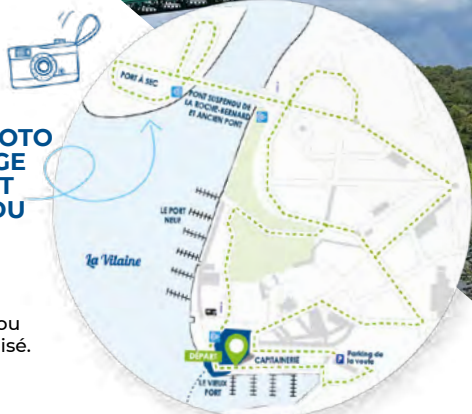 OTO
GE
T
OU
ou
isé.
PORT À SEC
PONT SUSPENDU DE
LA ROCHE-BERNARD
ET ANCIEN PONT
LE PORT
NEUF
La Vilaine
DÉPART
CAPITAINERIE
P
Parking de
la voute
LE VIEUX
PORT